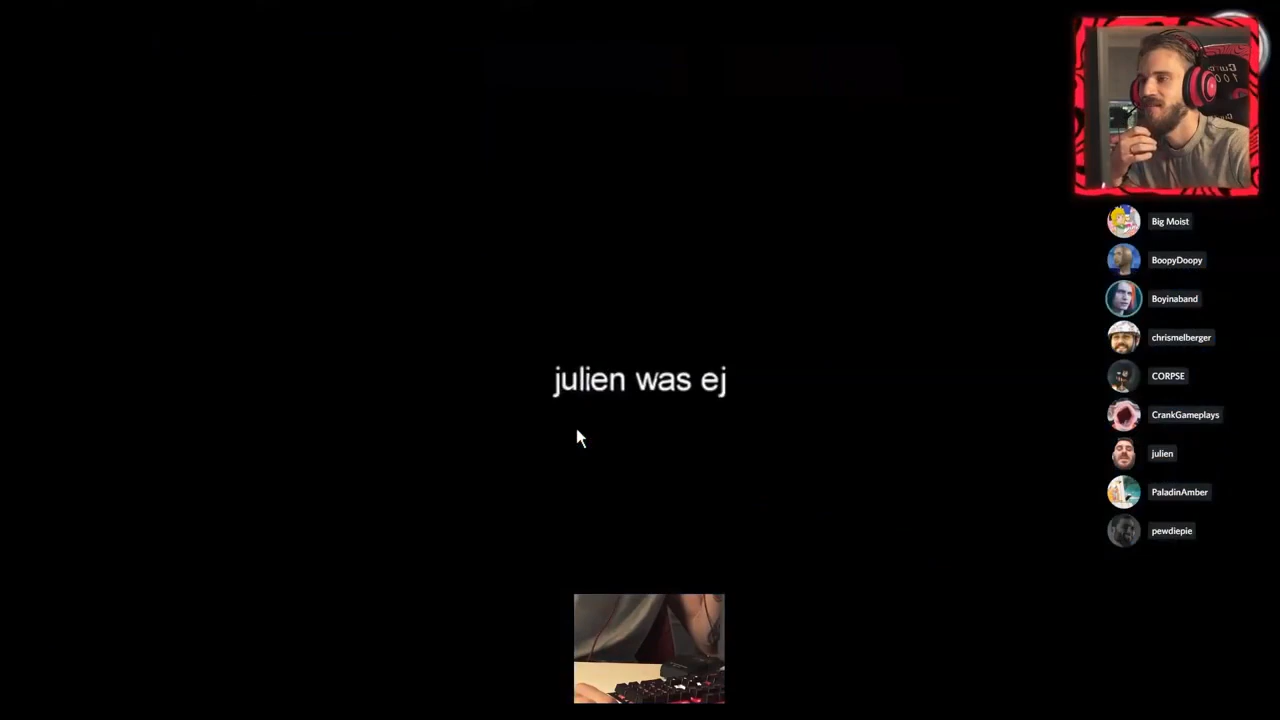 Big Moist
BoopyDoopy
Boyinaband
chrismelberger
julien was ej
CORPSE
CrankGameplays
julien
PaladinAmber
pewdiepie